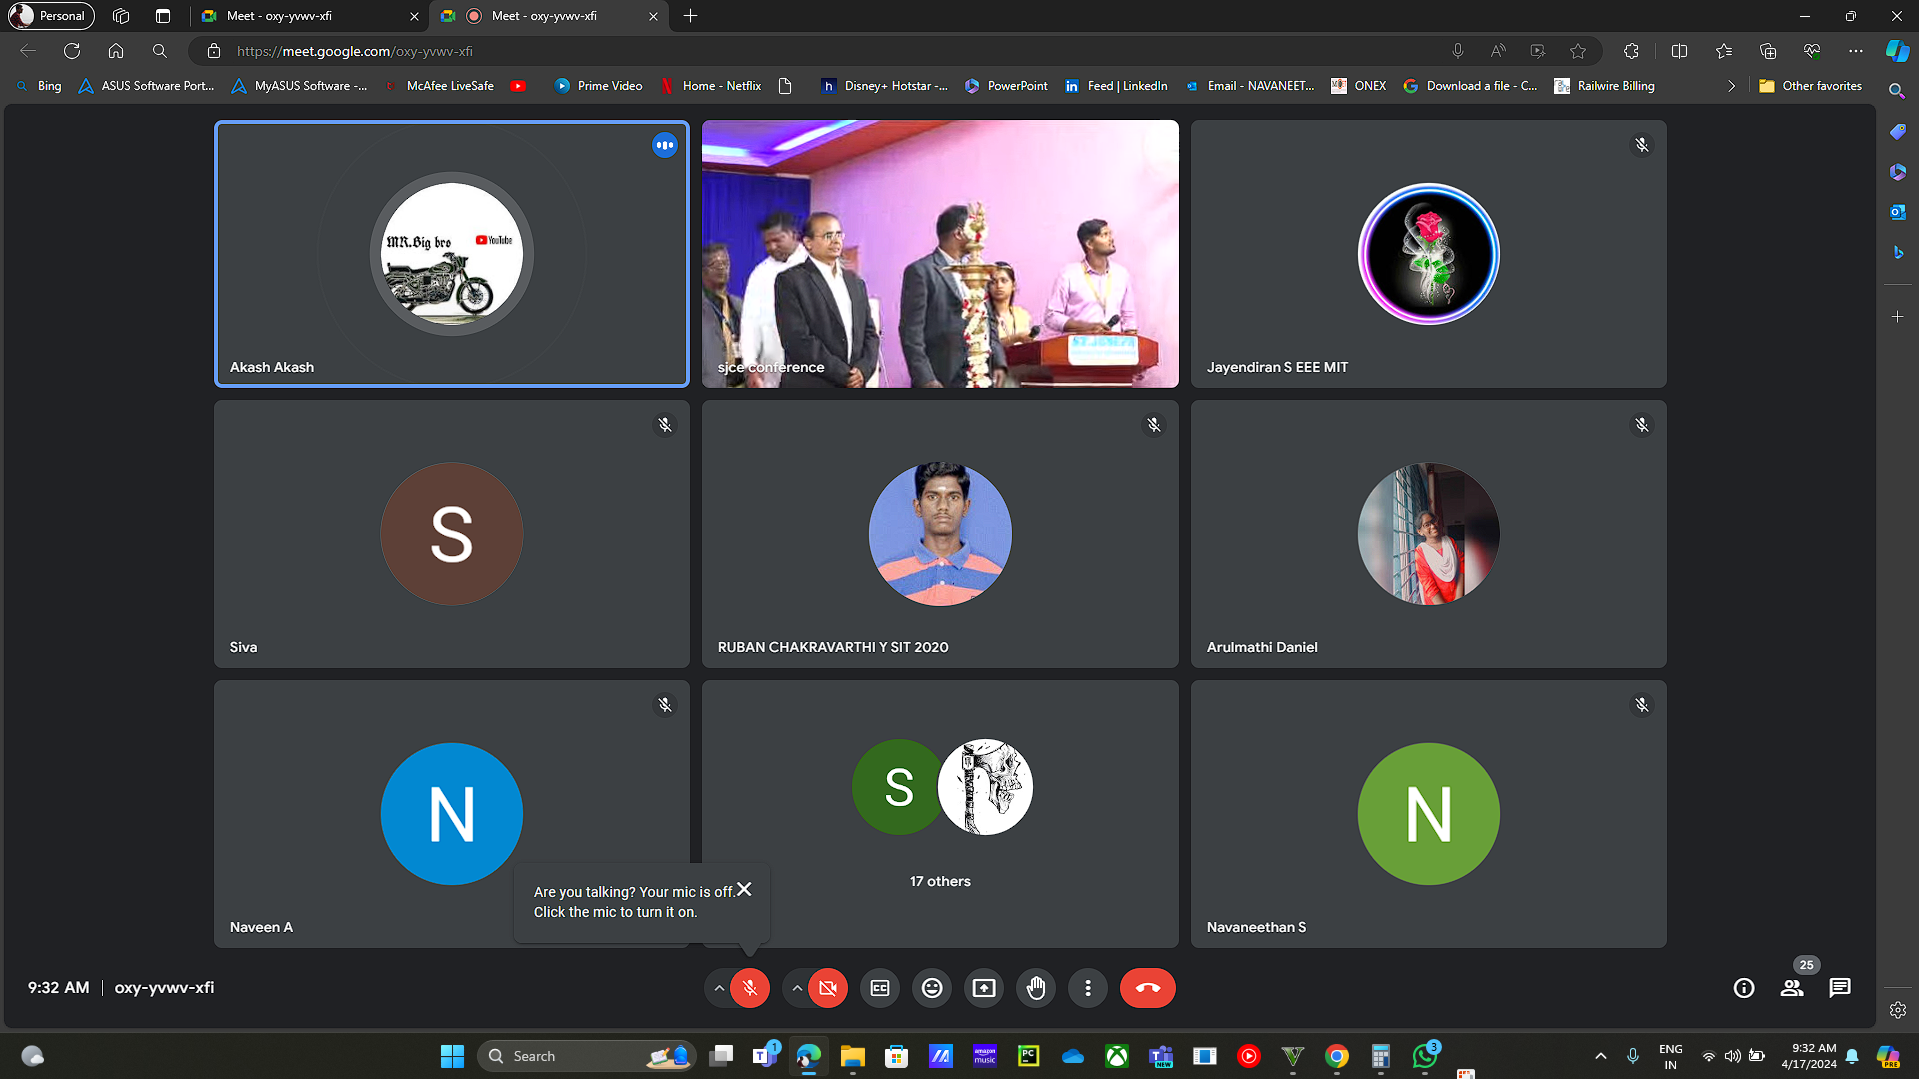 Personal
Meet - oxy-yvwv-xfi
Meet - oxy-yvwv-xfi
https://meet.google.com/oxy-yvwv-xfi
Bing
ASUS Software Port...
MyASUS Software -...
McAfee LiveSafe
Prime Video
Home - Netflix
Disney+ Hotstar -...
PowerPoint
Feed | LinkedIn
Email - NAVANEET...
ONEX
Download a file - C...
Railwire Billing
Other favorites
MR.Big bro
YouTube
Akash Akash
sjce conference
Jayendiran S EEE MIT
S
Siva
RUBAN CHAKRAVARTHI Y SIT 2020
Arulmathi Daniel
N
Naveen A
S
17 others
N
Navaneethan S
Are you talking? Your mic is off.
Click the mic to turn it on.
9:32 AM | oxy-yvwv-xfi
25
Search
1
3
ENG
IN
9:32 AM
4/17/2024